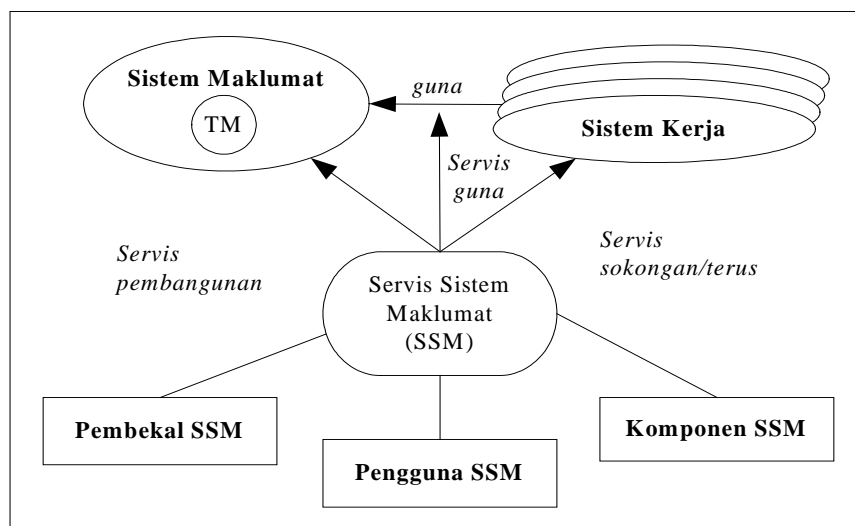 Sistem Maklumat
TM
guna
Sistem Kerja
Servis
guna
Servis
pembangunan
Servis
sokongan/terus
Servis Sistem
Maklumat
(SSM)
Pembekal SSM
Pengguna SSM
Komponen SSM